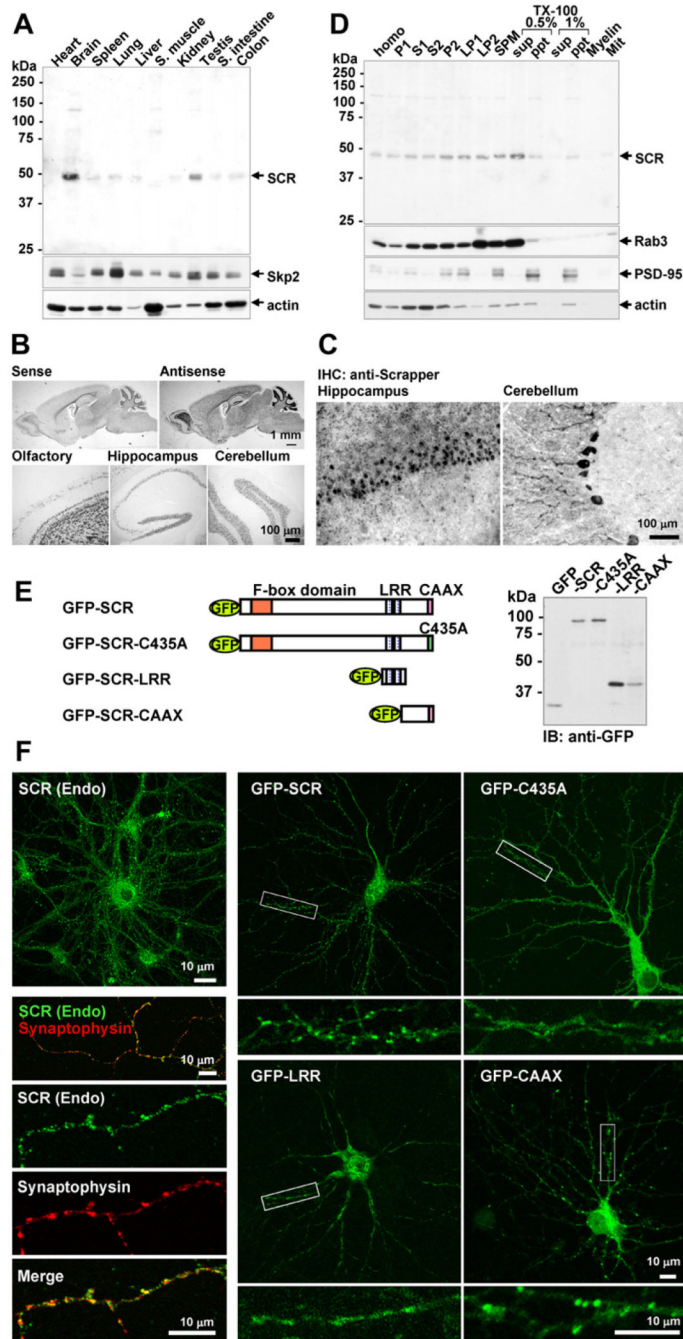 A
Heart
Brain
Spleen
Lung
Liver
S. muscle
Kidney
Testis
S. intestine
Colon
kDa
250
150
100
75
50
37
25
SCR
Skp2
actin
D
TX-100
0.5% 1%
homo
P1
S1
S2
P2
LP1
LP2
SPM
sup
ppt
sup
ppt
Myelin
Mit
kDa
250
150
100
75
50
37
25
SCR
Rab3
PSD-95
actin
B
Sense
Antisense
1 mm
Olfactory
Hippocampus
Cerebellum
100 µm
C
IHC: anti-Scrapper
Hippocampus
Cerebellum
100 µm
E
F-box domain
LRR
CAAX
GFP-SCR
GFP
GFP-SCR-C435A
GFP
C435A
GFP-SCR-LRR
GFP
GFP-SCR-CAAX
GFP
GFP
-SCR
-C435A
-LRR
-CAAX
kDa
100
75
50
37
IB: anti-GFP
F
SCR (Endo)
10 µm
SCR (Endo)
Synaptophysin
10 µm
SCR (Endo)
Synaptophysin
Merge
10 µm
GFP-SCR
GFP-C435A
GFP-LRR
GFP-CAAX
10 µm
10 µm